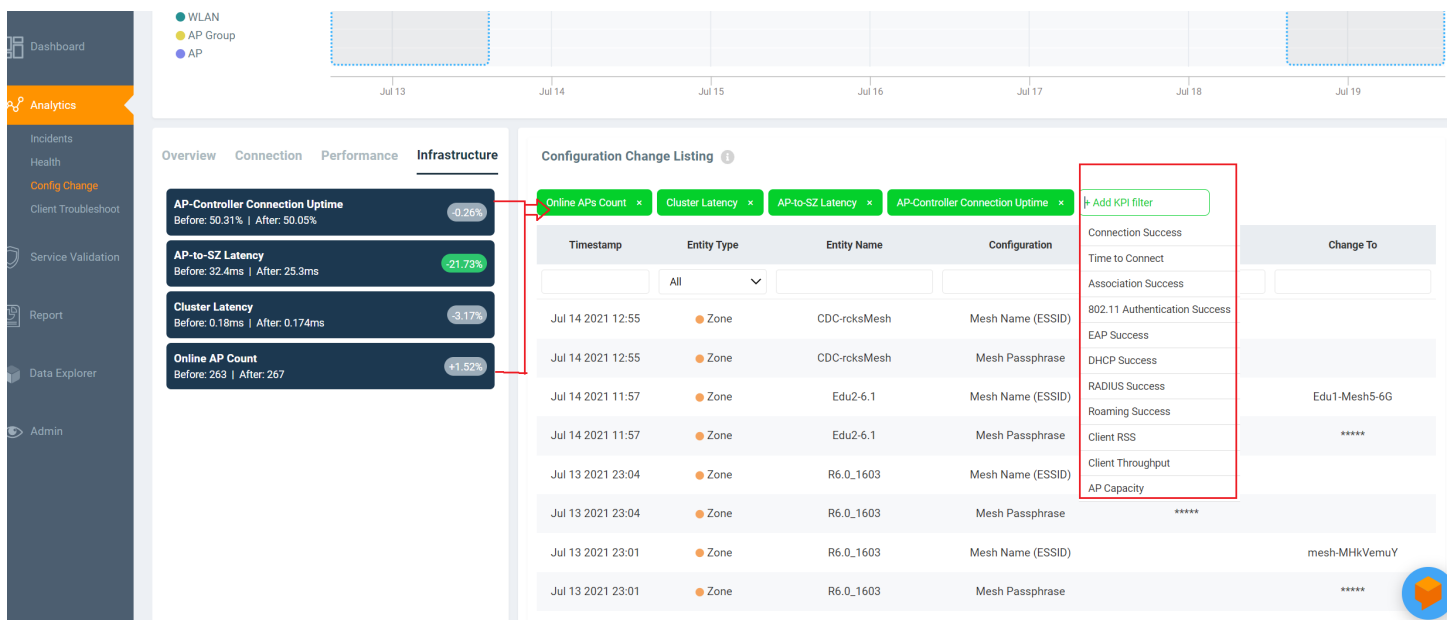 WLAN
AP Group
AP
Jul 13
Jul 14
Jul 15
Jul 16
Jul 17
Jul 18
Jul 19
Dashboard
Analytics
Incidents
Health
Config Change
Client Troubleshoot
Service Validation
Report
Data Explorer
Admin
Overview Connection Performance Infrastructure
AP-Controller Connection Uptime
Before: 50.31% | After: 50.05%
-0.26%
AP-to-SZ Latency
Before: 32.4ms | After: 25.3ms
-21.73%
Cluster Latency
Before: 0.18ms | After: 0.174ms
-3.17%
Online AP Count
Before: 263 | After: 267
+1.52%
Configuration Change Listing i
Online APs Count × Cluster Latency × AP-to-SZ Latency × AP-Controller Connection Uptime × + Add KPI filter
Connection Success
Time to Connect
Association Success
802.11 Authentication Success
EAP Success
DHCP Success
RADIUS Success
Roaming Success
Client RSS
Client Throughput
AP Capacity
Timestamp Entity Type Entity Name Configuration Change To
All
Jul 14 2021 12:55 Zone CDC-rcksMesh Mesh Name (ESSID)
Jul 14 2021 12:55 Zone CDC-rcksMesh Mesh Passphrase
Jul 14 2021 11:57 Zone Edu2-6.1 Mesh Name (ESSID) Edu1-Mesh5-6G
Jul 14 2021 11:57 Zone Edu2-6.1 Mesh Passphrase *****
Jul 13 2021 23:04 Zone R6.0_1603 Mesh Name (ESSID)
Jul 13 2021 23:04 Zone R6.0_1603 Mesh Passphrase *****
Jul 13 2021 23:01 Zone R6.0_1603 Mesh Name (ESSID) mesh-MHkVemuY
Jul 13 2021 23:01 Zone R6.0_1603 Mesh Passphrase *****